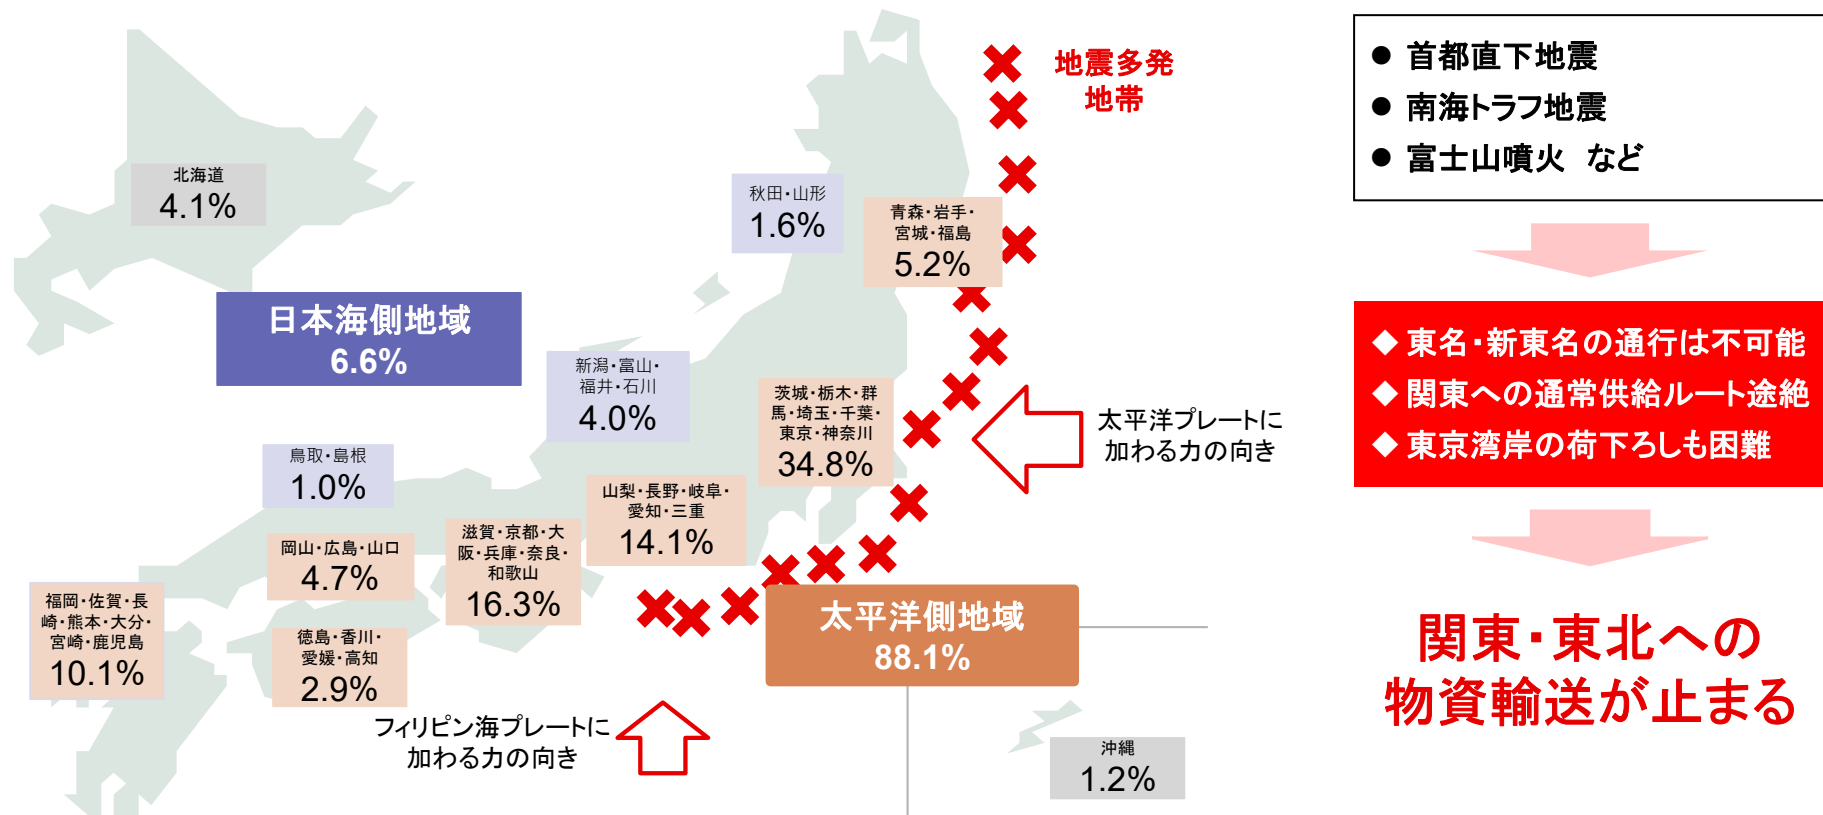 地震多発
地帯
北海道
4.1%
秋田・山形
1.6%
青森・岩手・
宮城・福島
5.2%
日本海側地域
6.6%
新潟・富山・
福井・石川
4.0%
茨城・栃木・群
馬・埼玉・千葉・
東京・神奈川
34.8%
太平洋プレートに
加わる力の向き
鳥取・島根
1.0%
山梨・長野・岐阜・
愛知・三重
14.1%
滋賀・京都・大
阪・兵庫・奈良・
和歌山
16.3%
岡山・広島・山口
4.7%
福岡・佐賀・長
崎・熊本・大分・
宮崎・鹿児島
10.1%
徳島・香川・
愛媛・高知
2.9%
太平洋側地域
88.1%
フィリピン海プレートに
加わる力の向き
沖縄
1.2%
● 首都直下地震
● 南海トラフ地震
● 富士山噴火　など
◆ 東名・新東名の通行は不可能
◆ 関東への通常供給ルート途絶
◆ 東京湾岸の荷下ろしも困難
関東・東北への
物資輸送が止まる